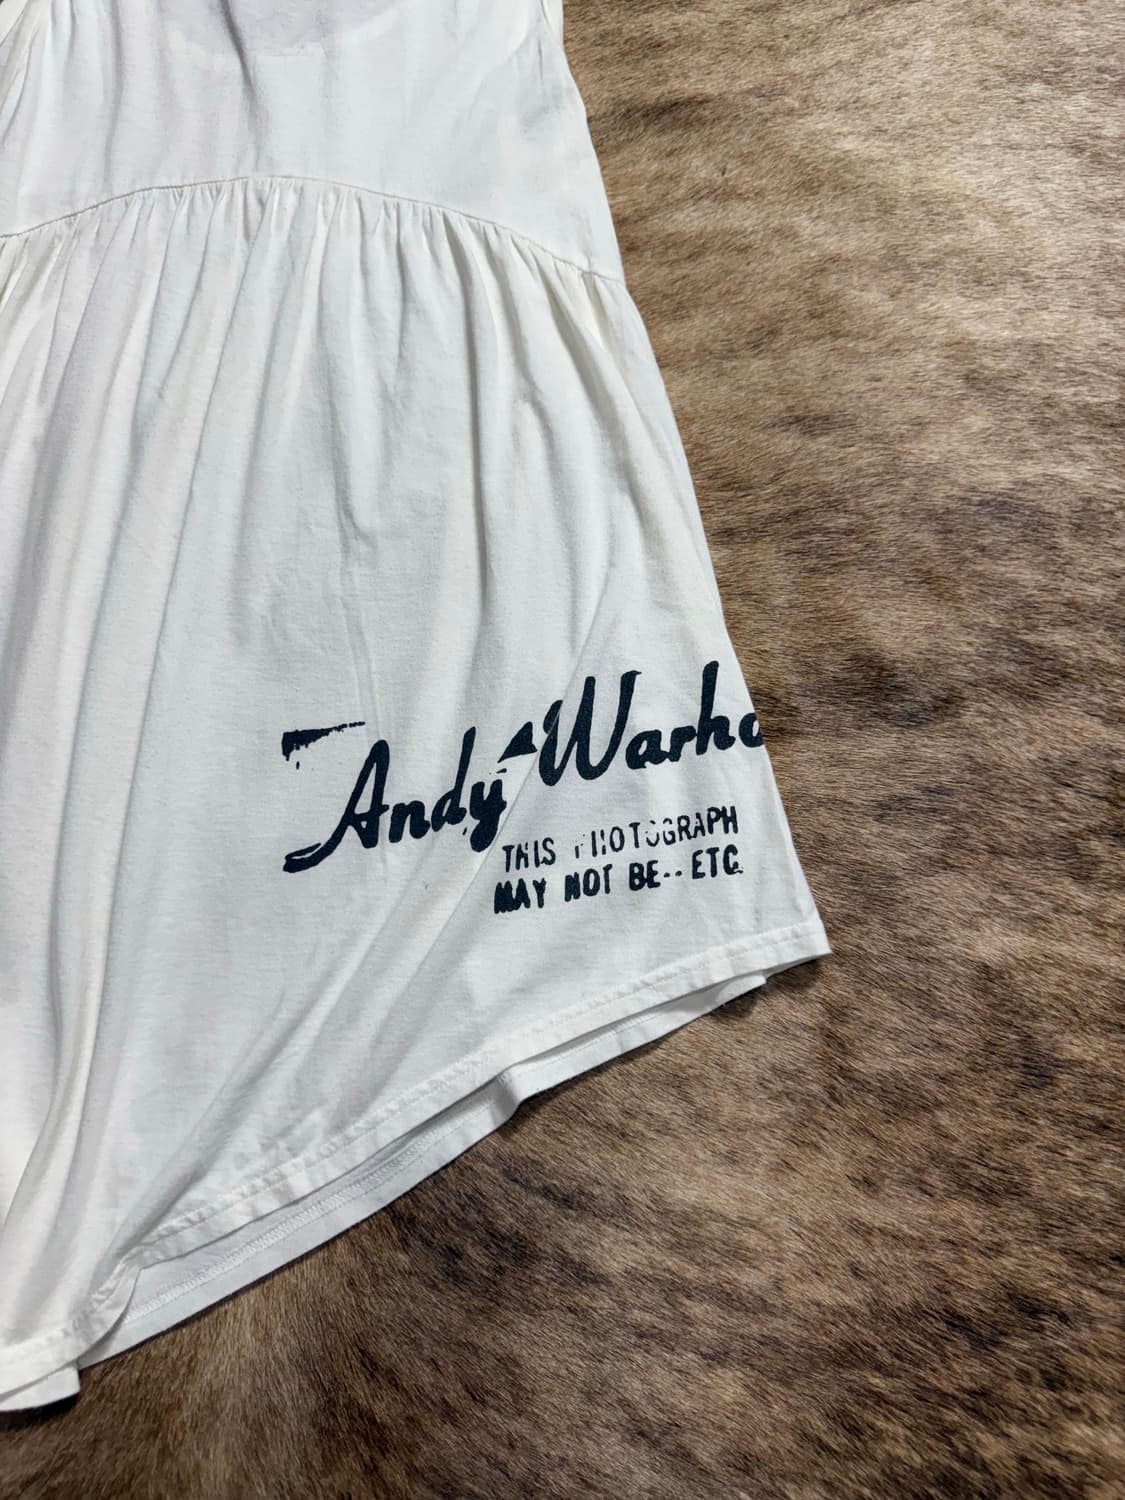 Andy Warho
THIS PHOTOGRAPH
MAY NOT BE-- ETC